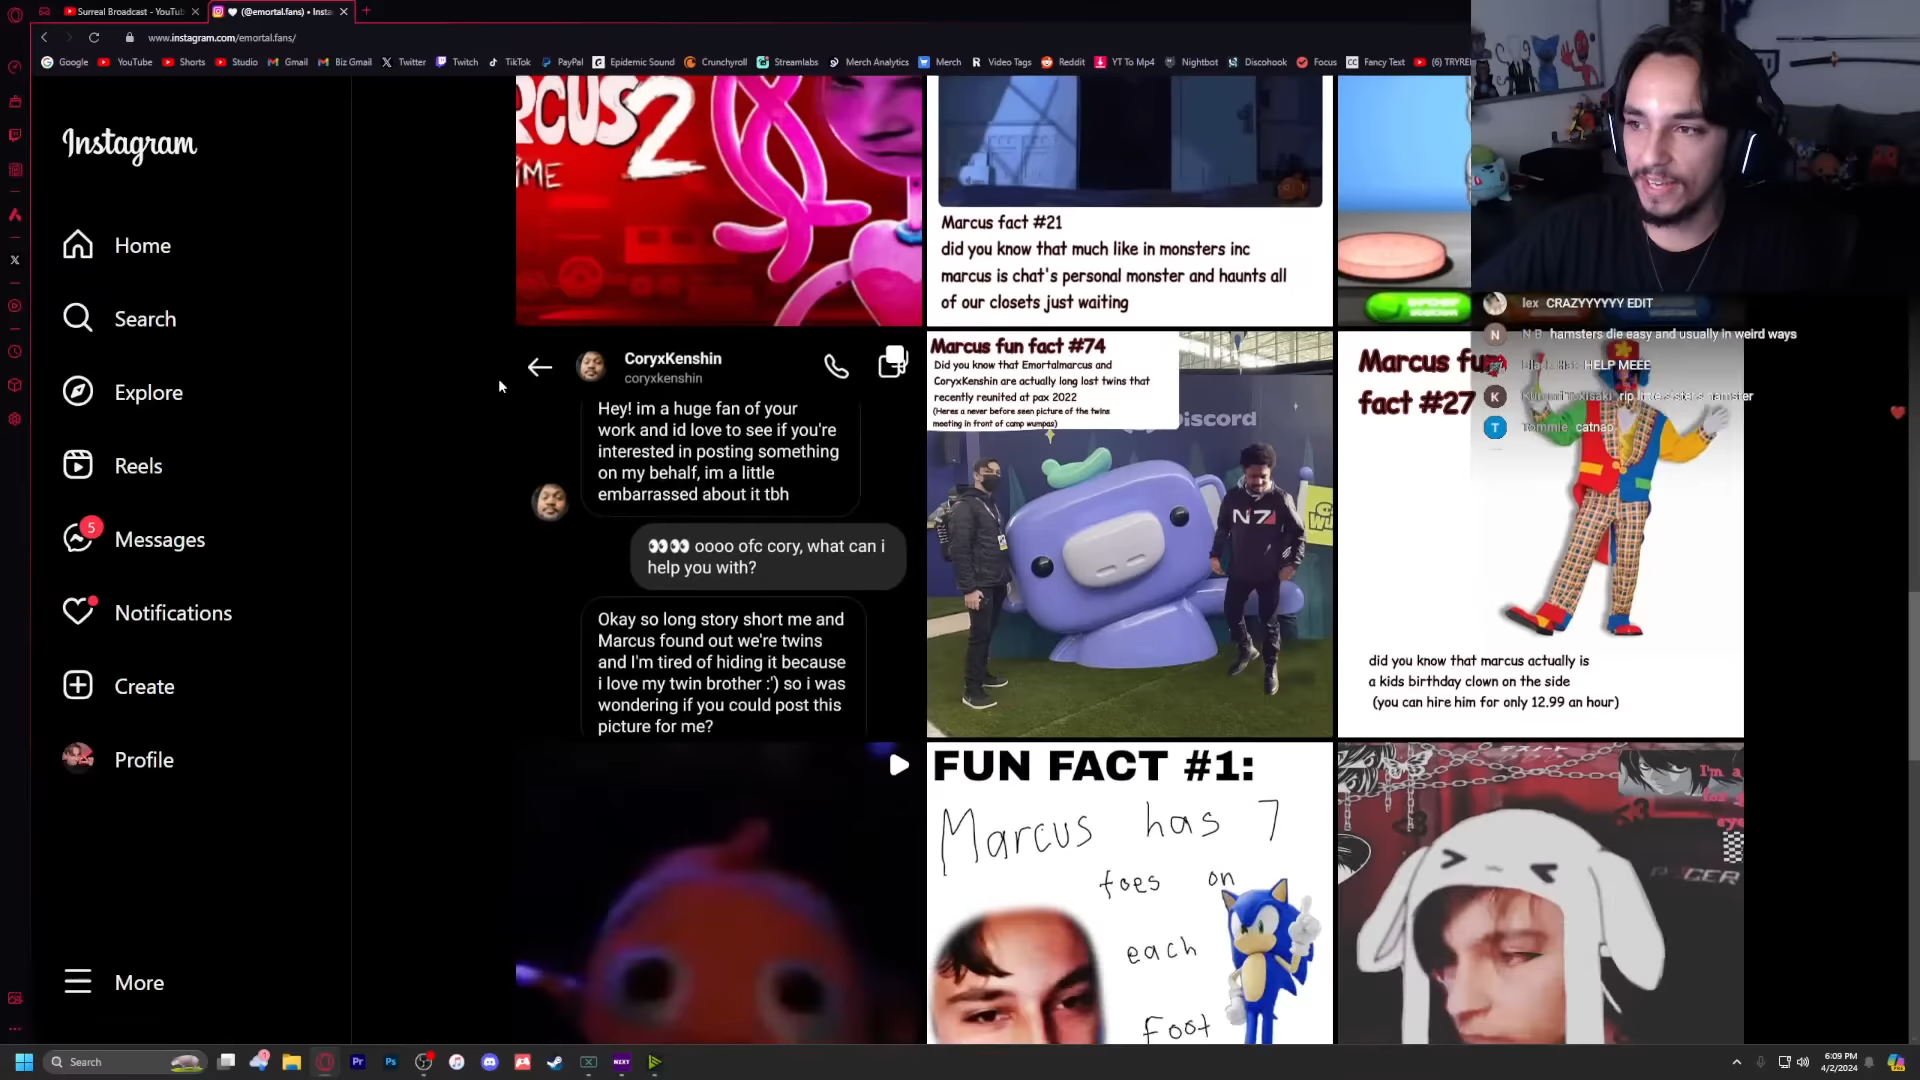 Surreal Broadcast - YouTub
(@emortal.fans) • Insta
www.instagram.com/emortal.fans/
Google
YouTube
Shorts
Studio
Gmail
Biz Gmail
Twitter
Twitch
TikTok
PayPal
Epidemic Sound
Crunchyroll
Streamlabs
Merch Analytics
Merch
Video Tags
Reddit
YT To Mp4
Nightbot
Discohook
Focus
Fancy Text
(6) TRYRE
Instagram
Home
Search
Explore
Reels
5
Messages
Notifications
Create
Profile
More
RCUS 2
IME
Marcus fact #21
did you know that much like in monsters inc
marcus is chat's personal monster and haunts all
of our closets just waiting
lex CRAZYYYYYY EDIT
hamsters die easy and usually in weird ways
HELP MEEE
Tommie catnap
CoryxKenshin
coryxkenshin
Hey! im a huge fan of your
work and id love to see if you're
interested in posting something
on my behalf, im a little
embarrassed about it tbh
👀👀 oooo ofc cory, what can i
help you with?
Okay so long story short me and
Marcus found out we're twins
and I'm tired of hiding it because
i love my twin brother :') so i was
wondering if you could post this
picture for me?
Marcus fun fact #74
Did you know that Emortalmarcus and
CoryxKenshin are actually long lost twins that
recently reunited at pax 2022
(Heres a never before seen picture of the twins
meeting in front of camp wumpas)
Discord
N7
Marcus fun
fact #27
did you know that marcus actually is
a kids birthday clown on the side
(you can hire him for only 12.99 an hour)
FUN FACT #1:
Marcus has 7
toes on
each
foot
I'm a
Search
6:09 PM
4/2/2024